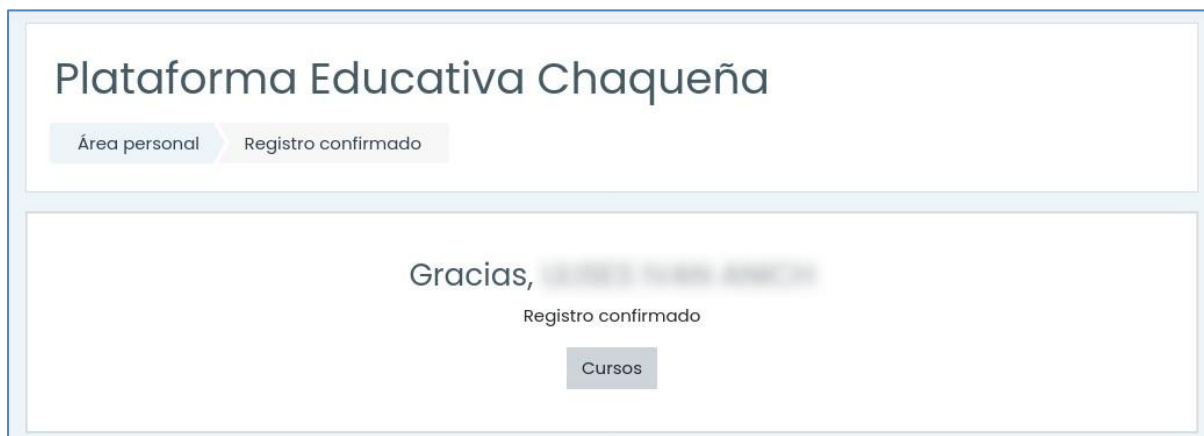 Plataforma Educativa Chaqueña
Área personal Registro confirmado
Gracias,
Registro confirmado
Cursos